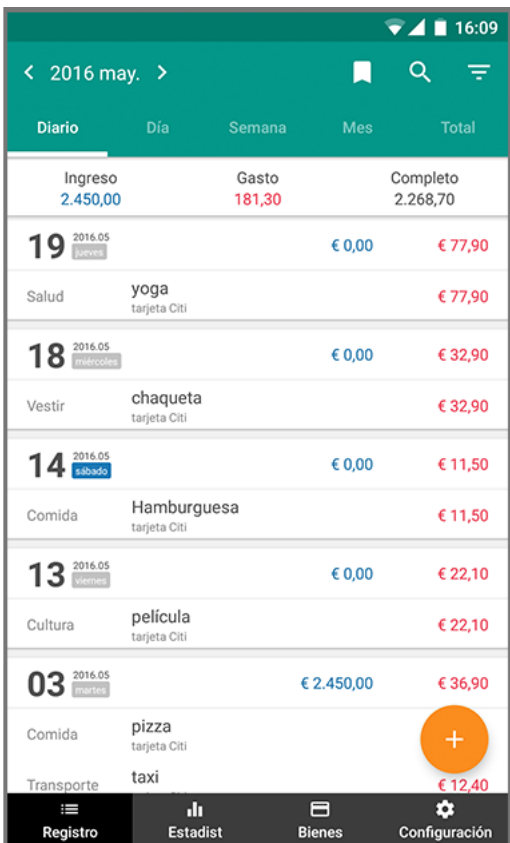 16:09
2016 may.
Diario Día Semana Mes Total
Ingreso Gasto Completo
2.450,00 181,30 2.268,70
19 2016.05 jueves € 0,00 € 77,90
Salud yoga € 77,90
tarjeta Citi
18 2016.05 miércoles € 0,00 € 32,90
Vestir chaqueta € 32,90
tarjeta Citi
14 2016.05 sábado € 0,00 € 11,50
Comida Hamburguesa € 11,50
tarjeta Citi
13 2016.05 viernes € 0,00 € 22,10
Cultura película € 22,10
tarjeta Citi
03 2016.05 martes € 2.450,00 € 36,90
Comida pizza
tarjeta Citi
Transporte taxi € 12,40
Registro Estadist Bienes Configuración